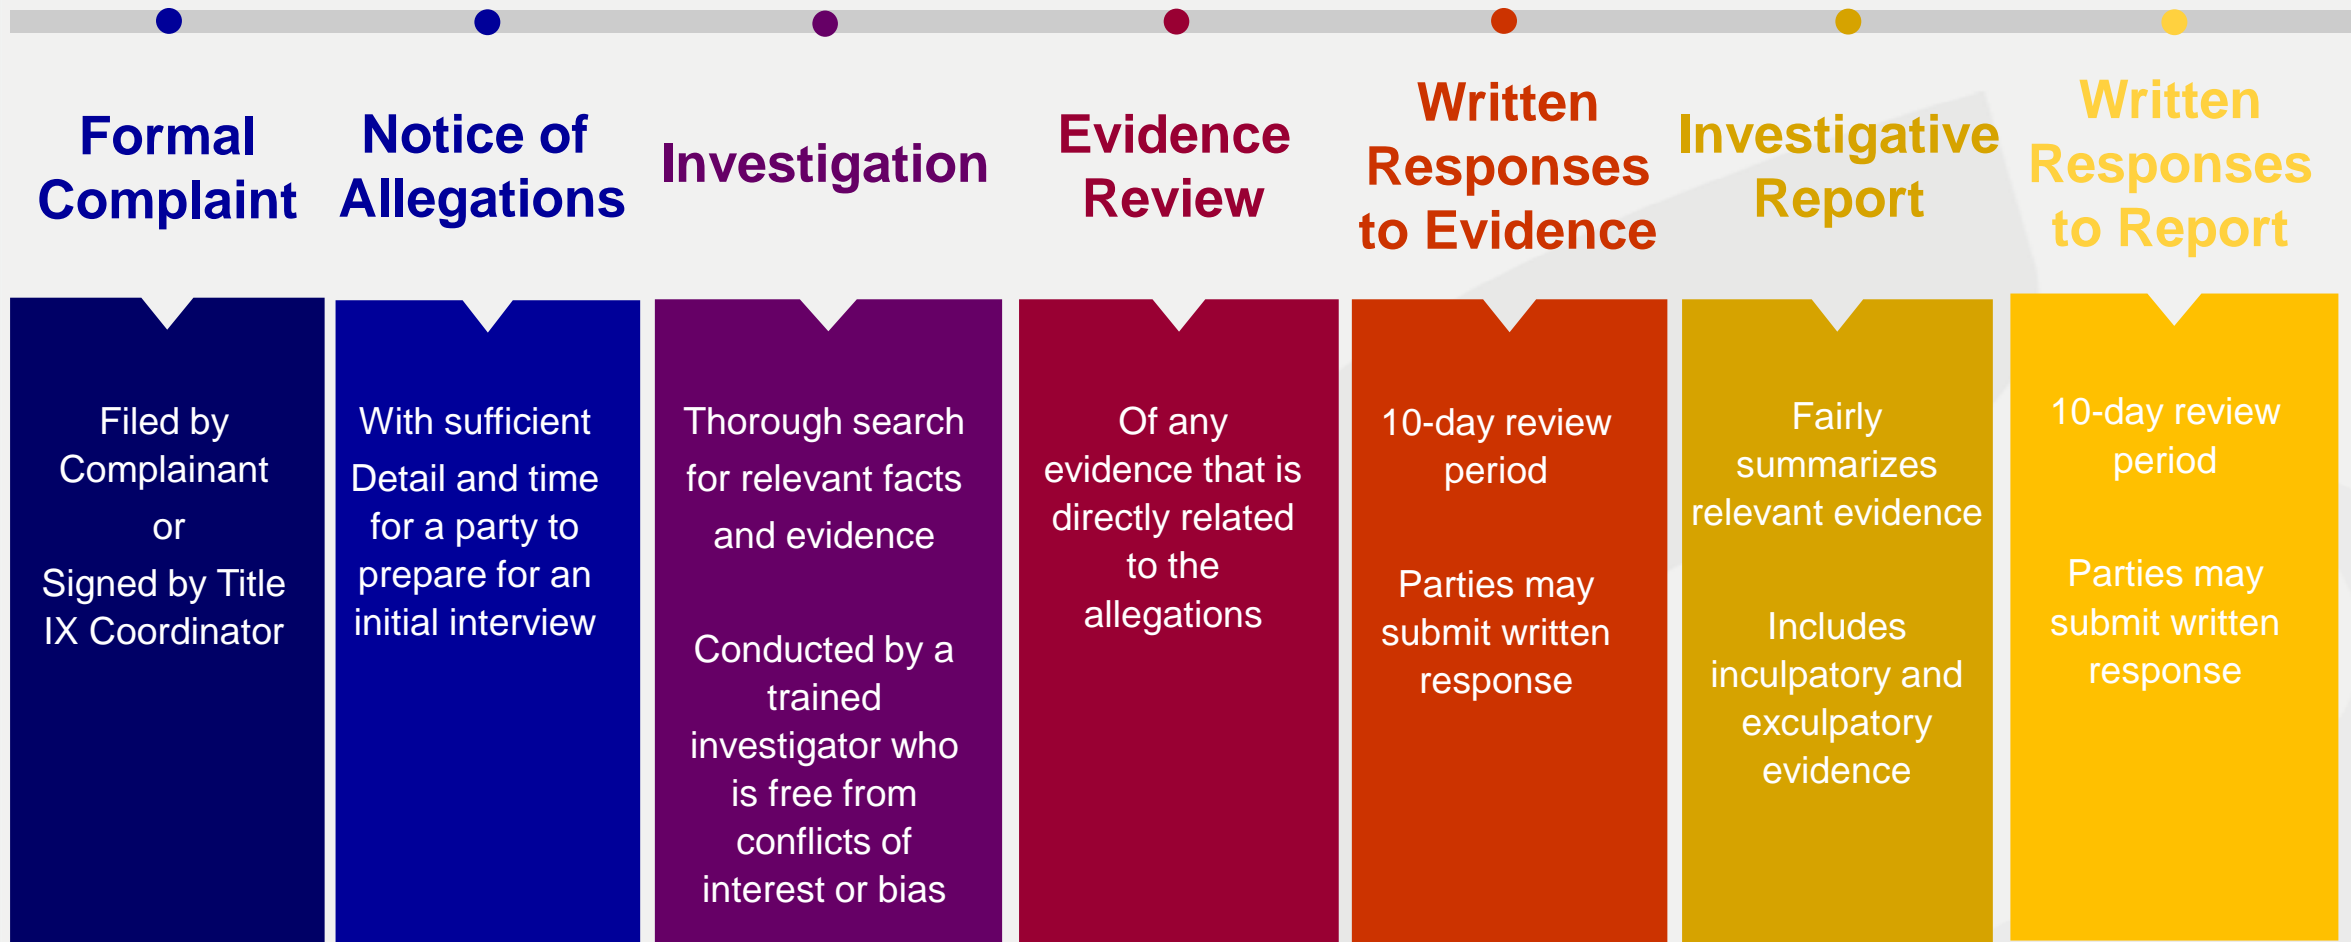 Formal
Complaint
Filed by
Complainant
or
Signed by Title
IX Coordinator
Notice of
Allegations
With sufficient
Detail and time
for a party to
prepare for an
initial interview
Investigation
Thorough search
for relevant facts
and evidence
Conducted by a
trained
investigator who
is free from
conflicts of
interest or bias
Evidence
Review
Of any
evidence that is
directly related
to the
allegations
Written
Responses
to Evidence
10-day review
period
Parties may
submit written
response
Investigative
Report
Fairly
summarizes
relevant evidence
Includes
inculpatory and
exculpatory
evidence
Written
Responses
to Report
10-day review
period
Parties may
submit written
response